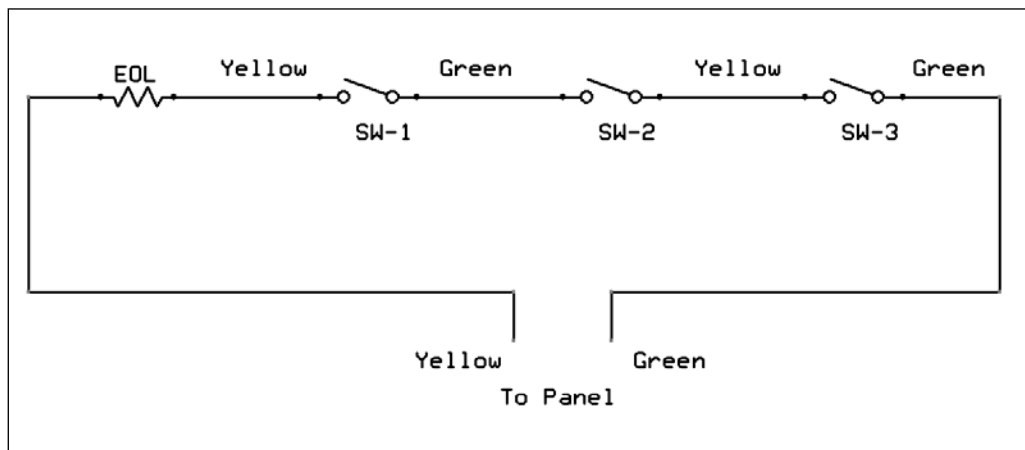 EOL Yellow Green Yellow Green
SW-1 SW-2 SW-3
Yellow Green
To Panel